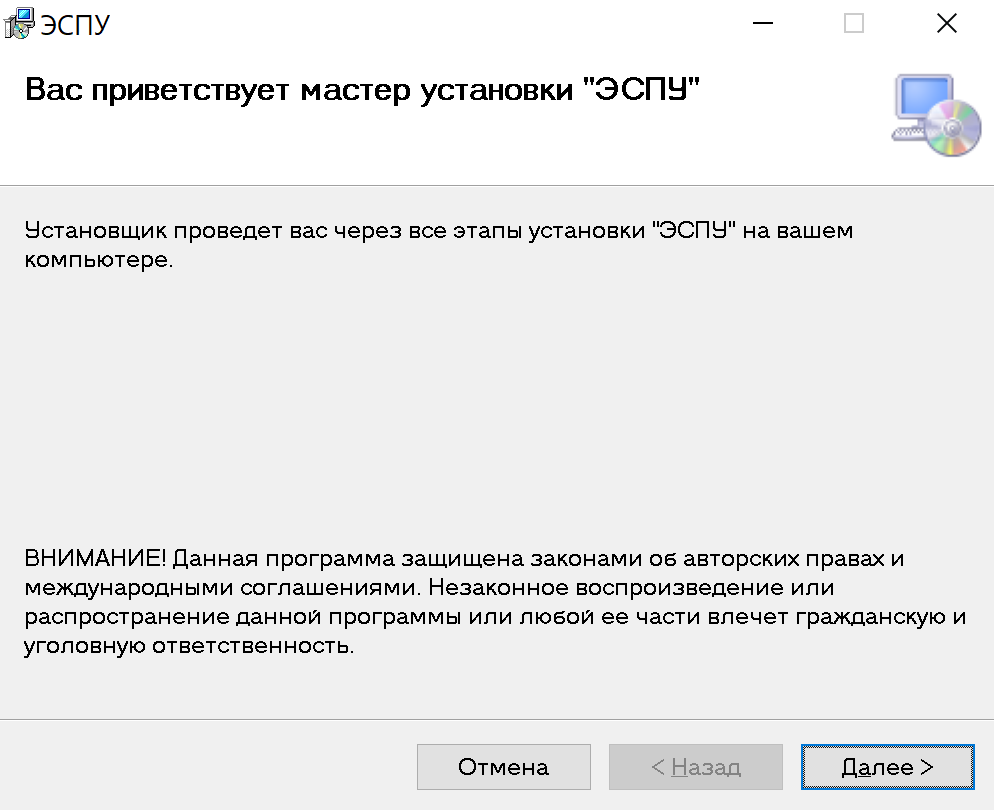 ЭСПУ
Вас приветствует мастер установки "ЭСПУ"
Установщик проведет вас через все этапы установки "ЭСПУ" на вашем
компьютере.
ВНИМАНИЕ! Данная программа защищена законами об авторских правах и
международными соглашениями. Незаконное воспроизведение или
распространение данной программы или любой ее части влечет гражданскую и
уголовную ответственность.
Отмена
< Назад
Далее >